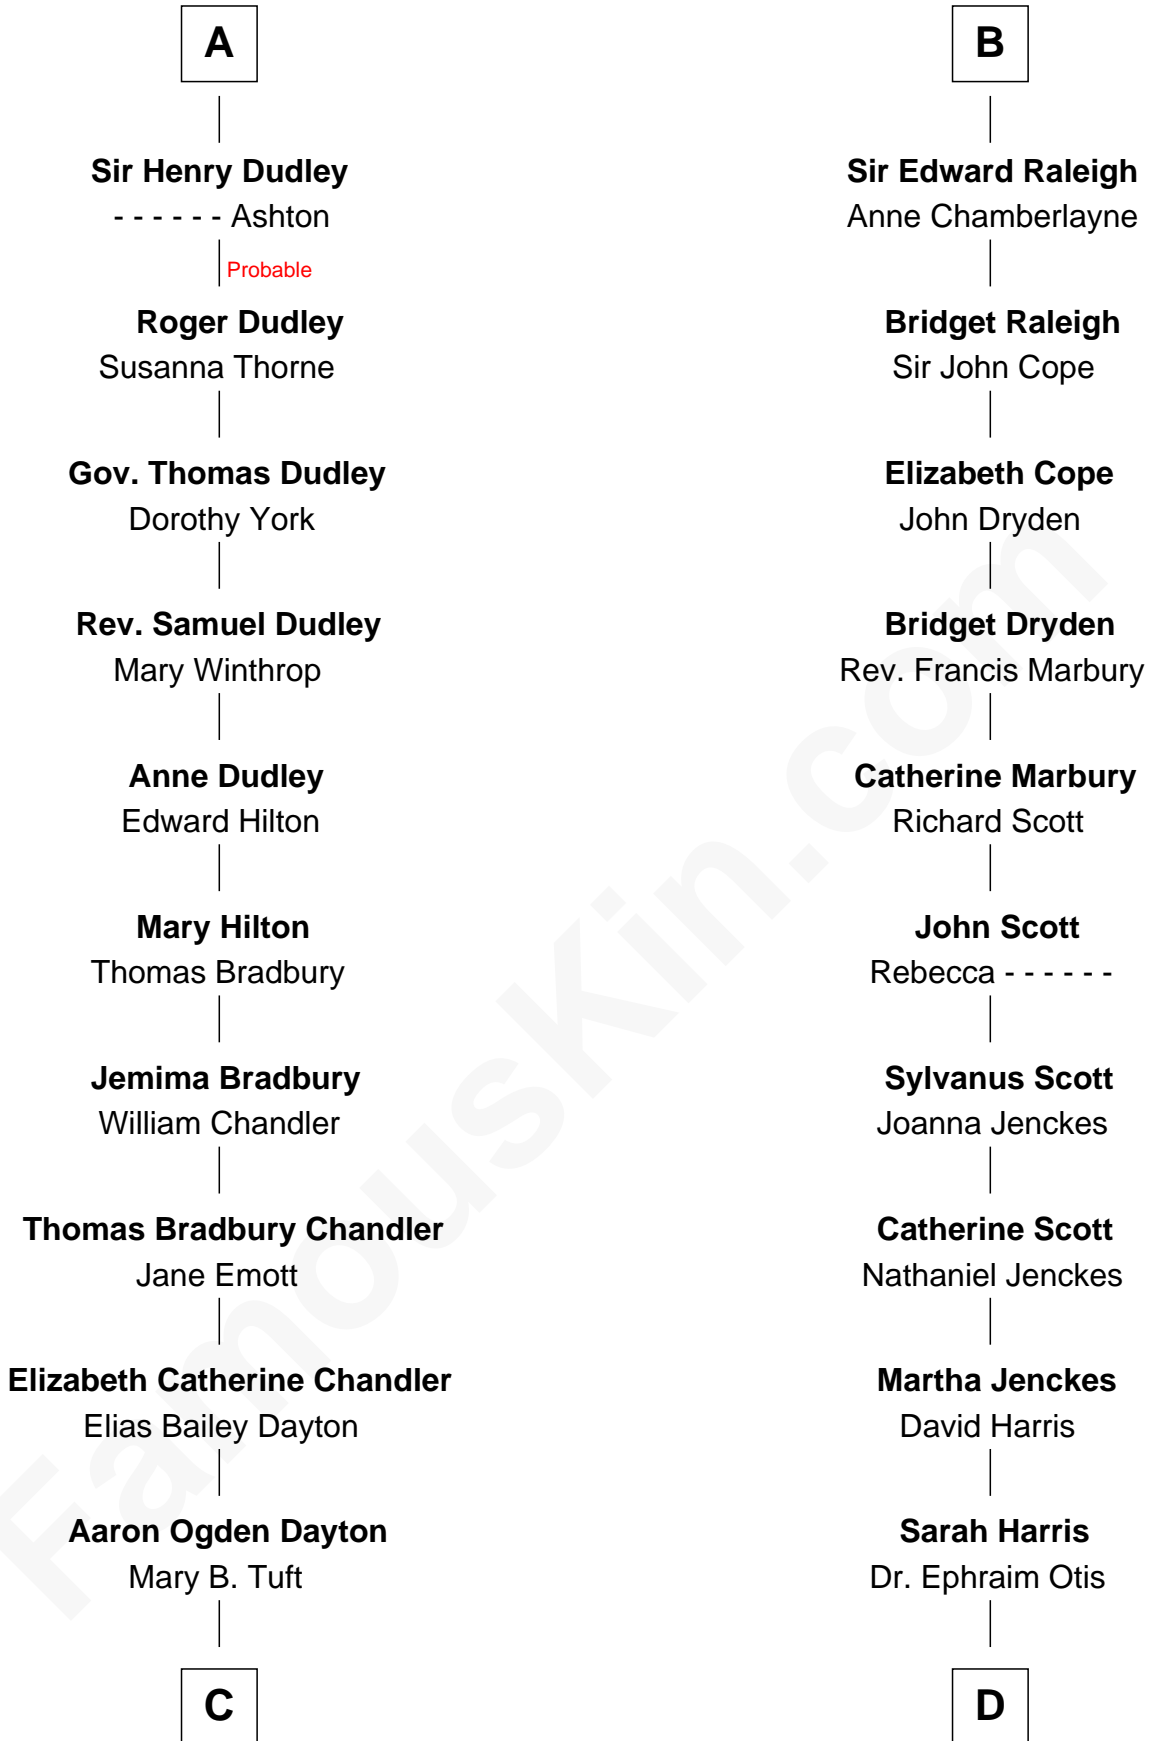 A
Sir Henry Dudley
- - - - - - Ashton
Probable
Roger Dudley
Susanna Thorne
Gov. Thomas Dudley
Dorothy York
Rev. Samuel Dudley
Mary Winthrop
Anne Dudley
Edward Hilton
Mary Hilton
Thomas Bradbury
Jemima Bradbury
William Chandler
Thomas Bradbury Chandler
Jane Emott
Elizabeth Catherine Chandler
Elias Bailey Dayton
Aaron Ogden Dayton
Mary B. Tuft
C
B
Sir Edward Raleigh
Anne Chamberlayne
Bridget Raleigh
Sir John Cope
Elizabeth Cope
John Dryden
Bridget Dryden
Rev. Francis Marbury
Catherine Marbury
Richard Scott
John Scott
Rebecca - - - - - -
Sylvanus Scott
Joanna Jenckes
Catherine Scott
Nathaniel Jenckes
Martha Jenckes
David Harris
Sarah Harris
Dr. Ephraim Otis
D
FamousKin.com